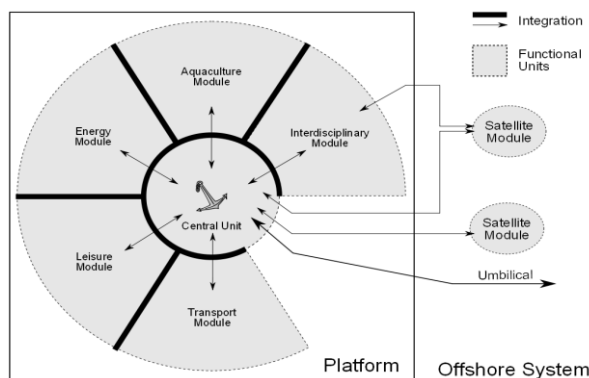 Integration
Functional
Units
Aquaculture
Module
Energy
Module
Interdisciplinary
Module
Satellite
Module
Central Unit
Satellite
Module
Leisure
Module
Umbilical
Transport
Module
Platform
Offshore System